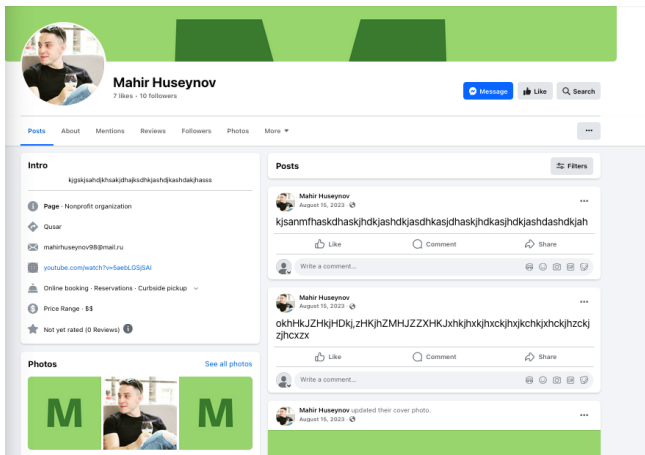 Mahir Huseynov
7 likes • 10 followers
Message
Like
Search
Posts
About
Mentions
Reviews
Followers
Photos
More
Intro
kjgskjsahdjkhsakjdhajksdhkjashdjkashdakjhasss
Page · Nonprofit organization
Qusar
mahirhuseynov98@mail.ru
Online booking · Reservations · Curbside pickup
Price Range · $$
Not yet rated (0 Reviews)
Photos
See all photos
M
M
Posts
Filters
Mahir Huseynov
August 15, 2023
kjsanmfhaskdhaskjhdkjashdkjasdhkasjdhaskjhdkasjhdkjashdashdkjah
Like
Comment
Share
Write a comment...
Mahir Huseynov
August 15, 2023
okhHkJZHkjHDkj,zHKjhZMHJZZXHKJxhkjhxkjhxckjhxjkchkjxhckjhzckj
zjhcxzx
Like
Comment
Share
Write a comment...
Mahir Huseynov updated their cover photo.
August 15, 2023